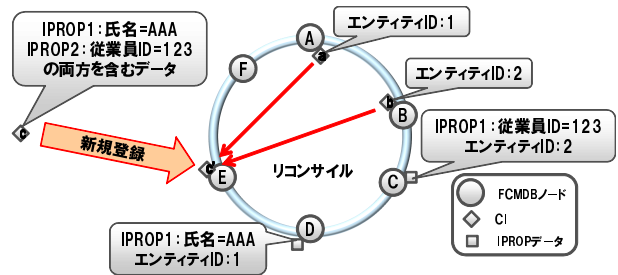 IPROP1:氏名=AAA
IPROP2:従業員ID=123
の両方を含むデータ
エンティティID:1
A
a
F
エンティティID:2
b
B
c
新規登録
IPROP1:従業員ID=123
エンティティID:2
リコンサイル
c'
E
C
FCMDBノード
CI
IPROPデータ
IPROP1:氏名=AAA
エンティティID:1
D